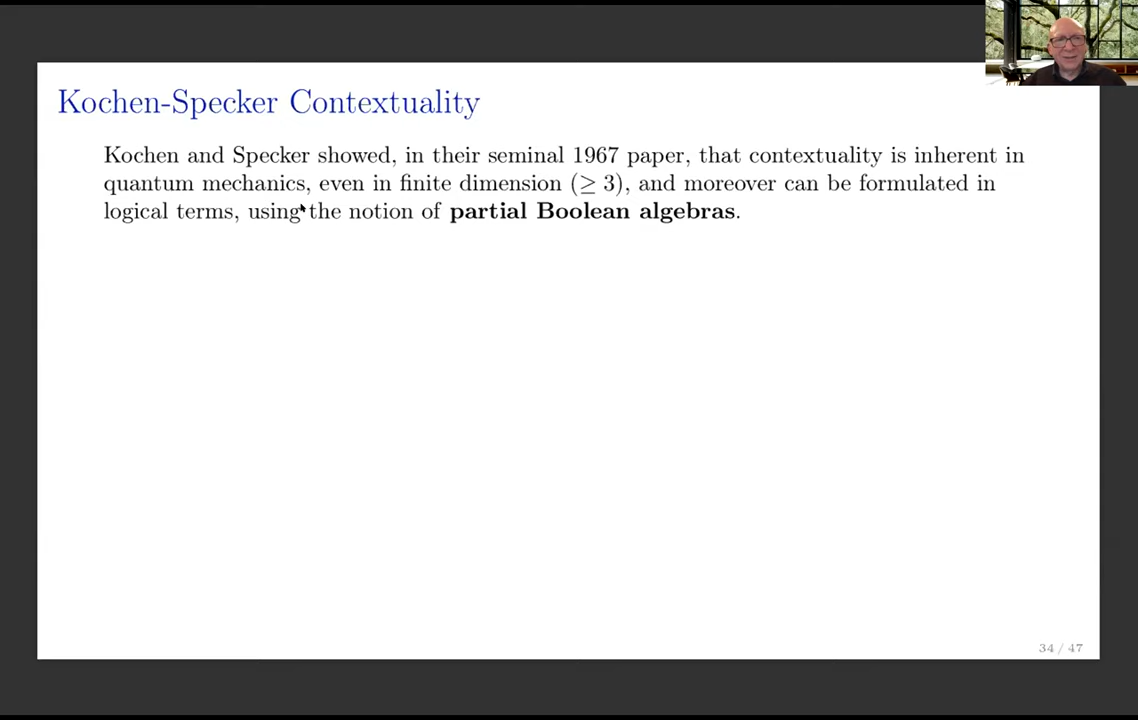 Kochen-Specker Contextuality
Kochen and Specker showed, in their seminal 1967 paper, that contextuality is inherent in
quantum mechanics, even in finite dimension (≥ 3), and moreover can be formulated in
logical terms, using the notion of partial Boolean algebras.
34 / 47